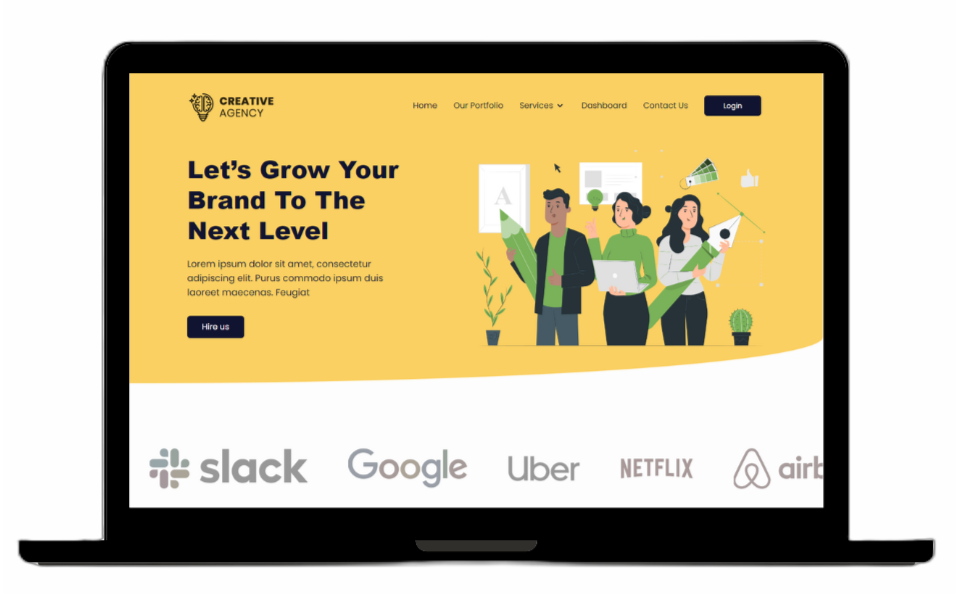 CREATIVE
AGENCY
Home Our Portfolio Services Dashboard Contact Us Login
Let's Grow Your
Brand To The
Next Level
Lorem ipsum dolor sit amet, consectetur
adipiscing elit. Purus commodo ipsum duis
laoreet maecenas. Feugiat
Hire us
A
slack Google Uber NETFLIX airb